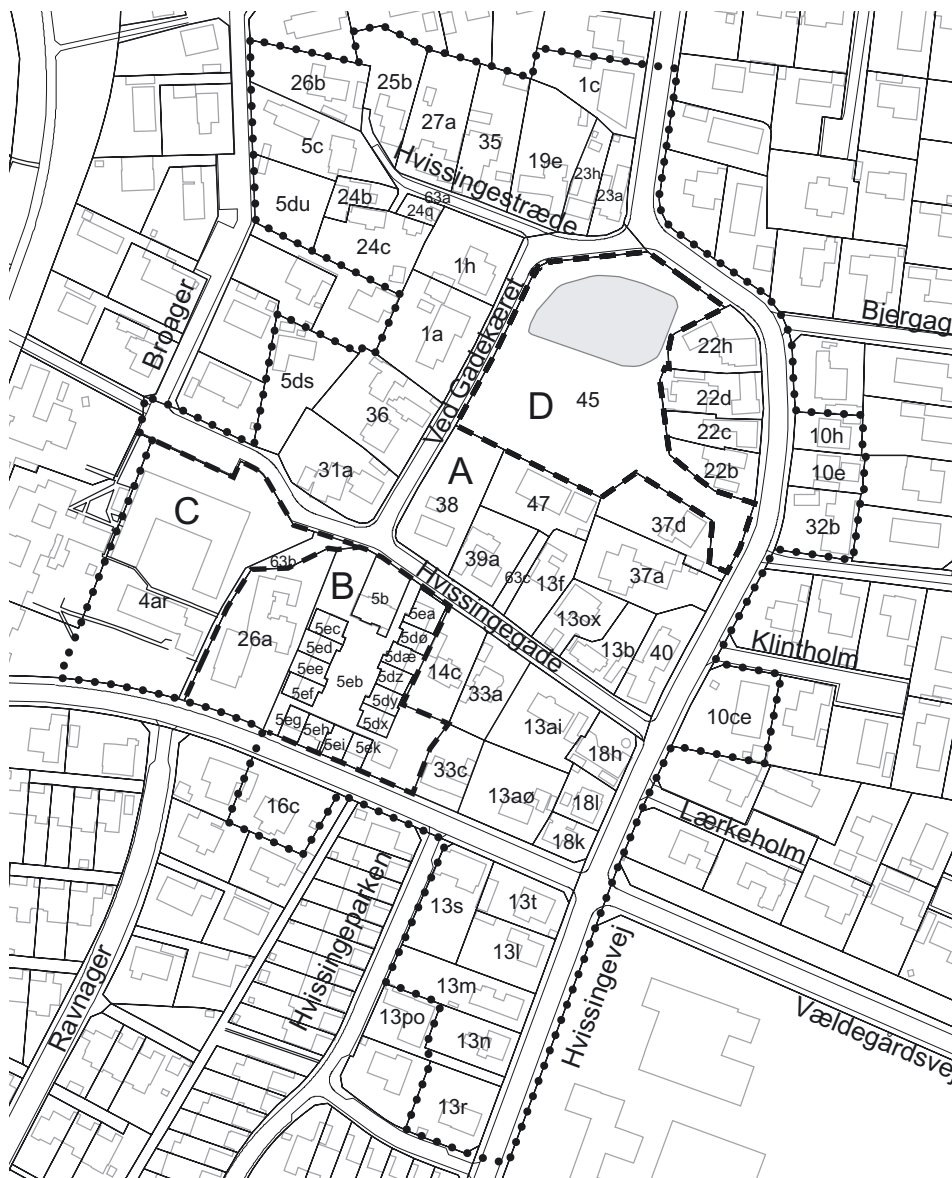 26b
25b
1c
27a
35
5c
Hvissingestræde
19e
23h
23a
24b
63a
24q
5du
24c
1h
Broager
Bjergag
1a
Ved Gadekæret
22h
5ds
D
45
22d
36
22c
10h
A
22b
10e
31a
38
47
32b
C
37d
63b
39a
63c
13f
37a
B
Hvissingegade
5b
4ar
5ea
13ox
26a
5ec
5dø
5ed
5dæ
13b
40
Klintholm
5ee
5eb
5dz
14c
33a
5ef
5dy
5eg
5eh
5dx
13ai
10ce
5ei
5ek
18h
33c
16c
13aø
18l
Lærkeholm
18k
Hvissingeparken
13s
13t
Ravnager
13l
13m
Hvissingevej
Vældegårdsvej
13po
13n
13r